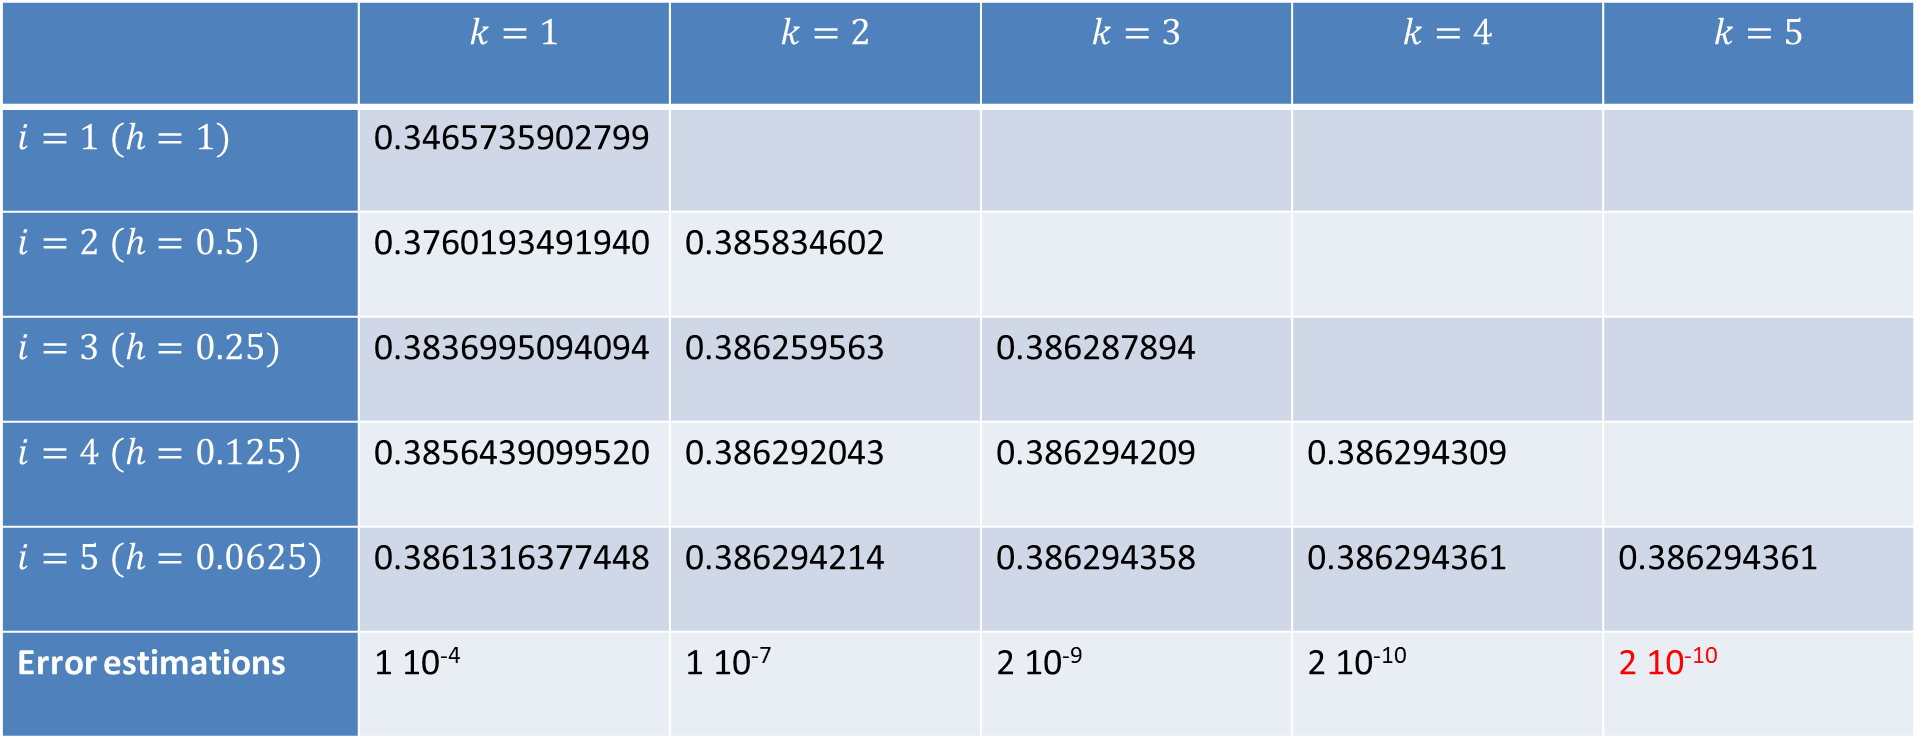 k = 1 k = 2 k = 3 k = 4 k = 5
i = 1 (h = 1) 0.3465735902799
i = 2 (h = 0.5) 0.3760193491940 0.385834602
i = 3 (h = 0.25) 0.3836995094094 0.386259563 0.386287894
i = 4 (h = 0.125) 0.3856439099520 0.386292043 0.386294209 0.386294309
i = 5 (h = 0.0625) 0.3861316377448 0.386294214 0.386294358 0.386294361 0.386294361
Error estimations 1 10⁻⁴ 1 10⁻⁷ 2 10⁻⁹ 2 10⁻¹⁰ 2 10⁻¹⁰